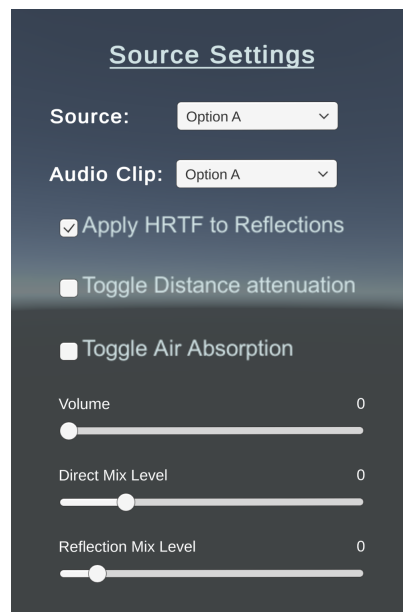 Source Settings
Source: Option A
Audio Clip: Option A
Apply HRTF to Reflections
Toggle Distance attenuation
Toggle Air Absorption
Volume 0
Direct Mix Level 0
Reflection Mix Level 0